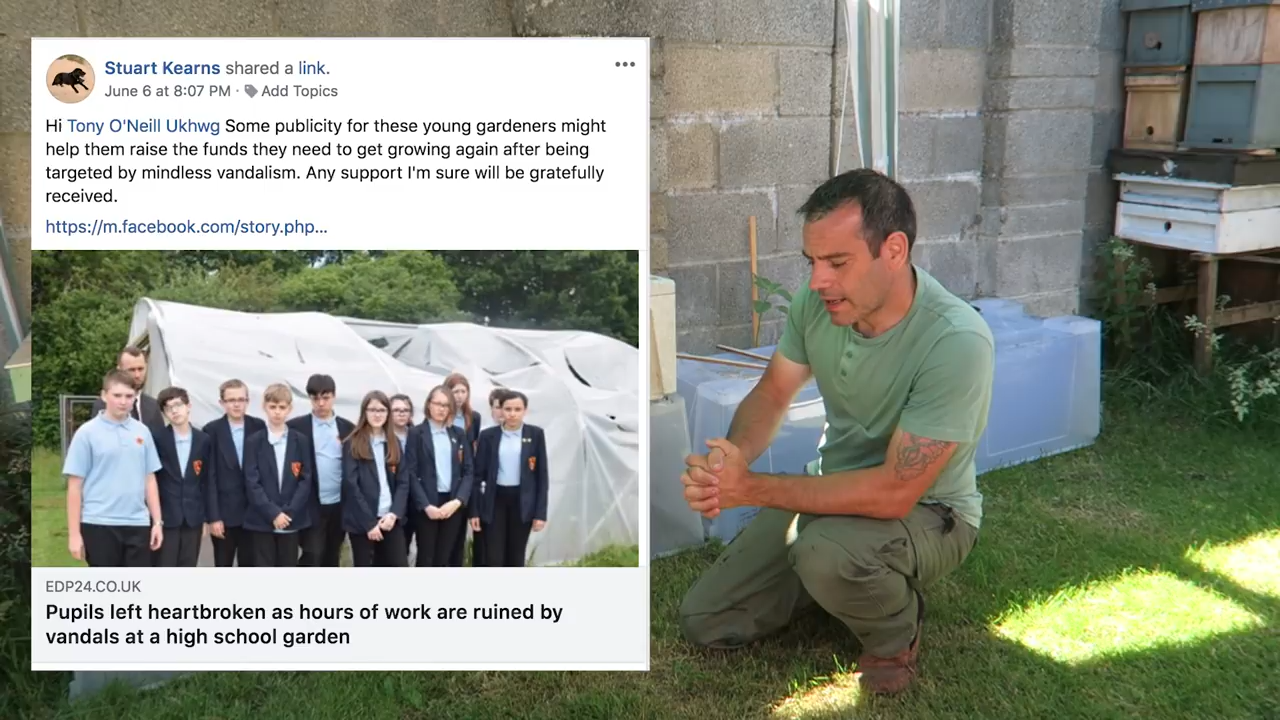 Stuart Kearns shared a link.
June 6 at 8:07 PM · Add Topics
Hi Tony O'Neill Ukhwg Some publicity for these young gardeners might
help them raise the funds they need to get growing again after being
targeted by mindless vandalism. Any support I'm sure will be gratefully
received.
https://m.facebook.com/story.php...
EDP24.CO.UK
Pupils left heartbroken as hours of work are ruined by
vandals at a high school garden